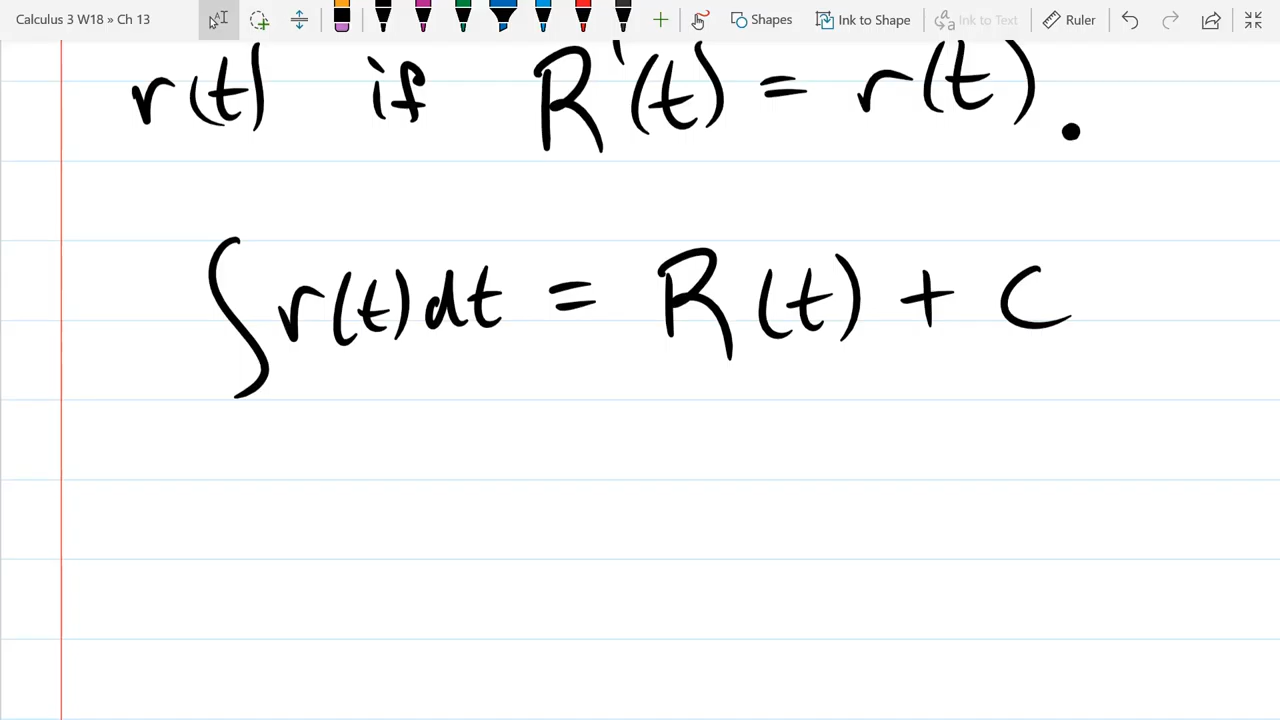 Calculus 3 W18 » Ch 13 Shapes Ink to Shape Ink to Text Ruler
r(t) if R'(t) = r(t).
∫r(t)dt = R(t) + C